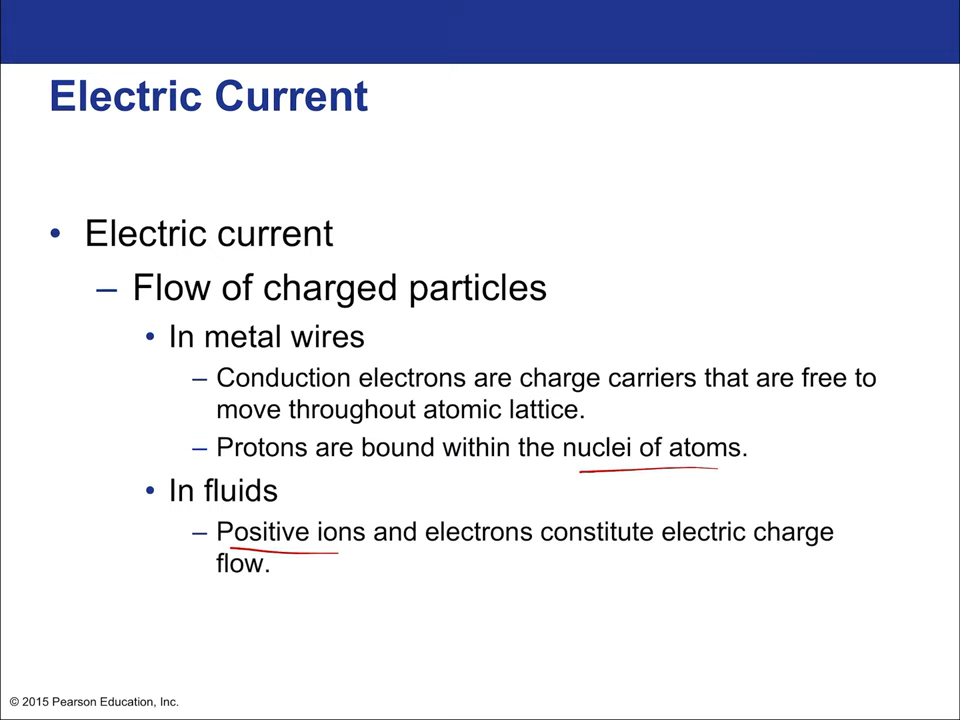 Electric Current
• Electric current
– Flow of charged particles
• In metal wires
– Conduction electrons are charge carriers that are free to
move throughout atomic lattice.
– Protons are bound within the nuclei of atoms.
• In fluids
– Positive ions and electrons constitute electric charge
flow.
© 2015 Pearson Education, Inc.